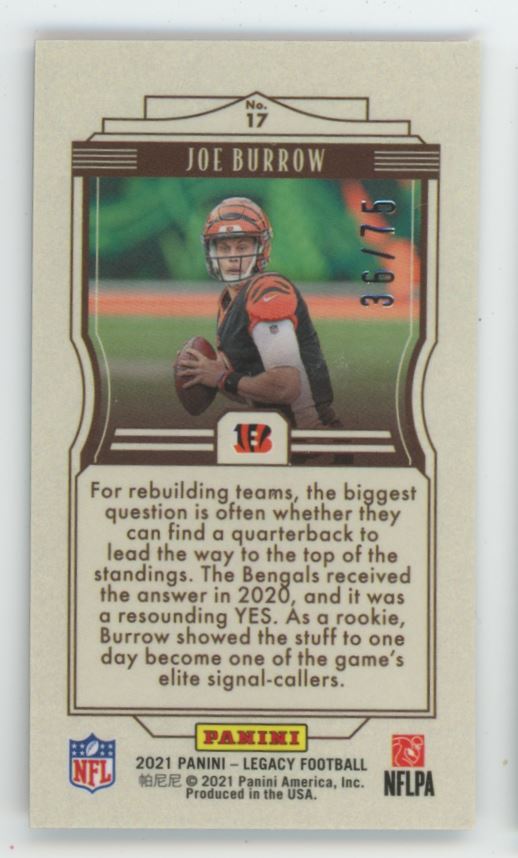 No.
17
JOE BURROW
36/75
B
For rebuilding teams, the biggest
question is often whether they
can find a quarterback to
lead the way to the top of the
standings. The Bengals received
the answer in 2020, and it was
a resounding YES. As a rookie,
Burrow showed the stuff to one
day become one of the game's
elite signal-callers.
PANINI
NFL
2021 PANINI – LEGACY FOOTBALL
帕尼尼 © 2021 Panini America, Inc.
Produced in the USA.
NFLPA